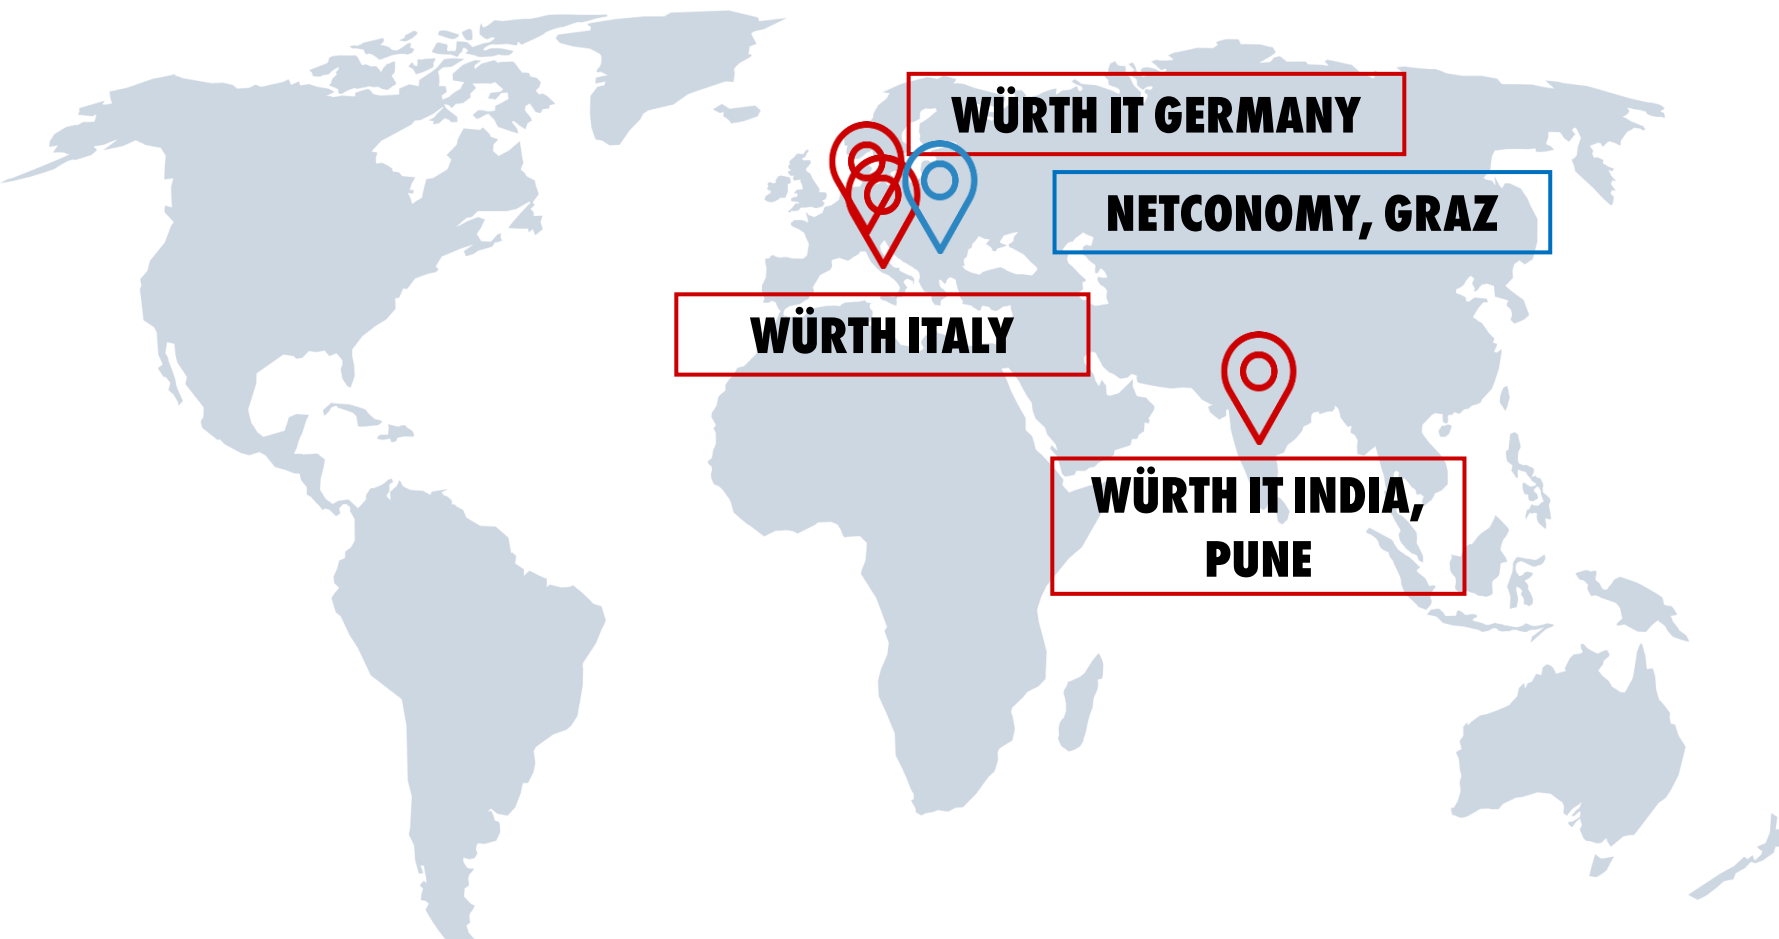 WÜRTH IT GERMANY
NETCONOMY, GRAZ
WÜRTH ITALY
WÜRTH IT INDIA,
PUNE